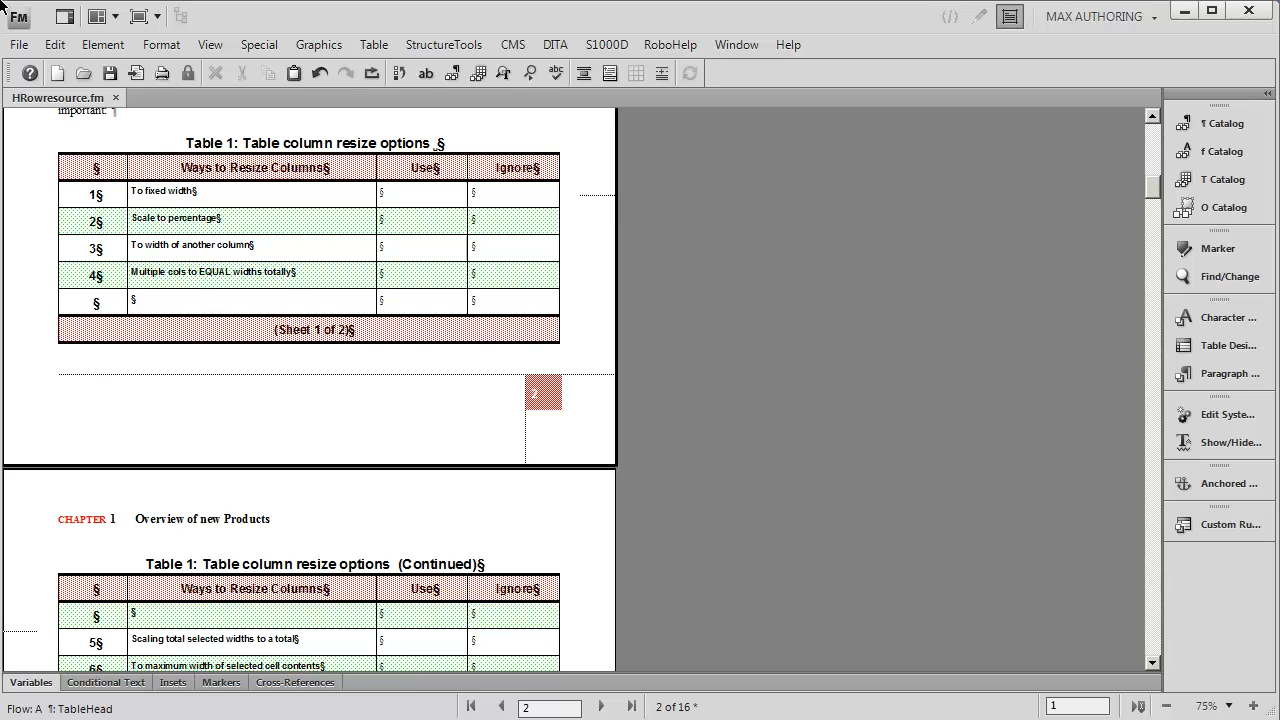 Fm MAX AUTHORING
File Edit Element Format View Special Graphics Table StructureTools CMS DITA S1000D RoboHelp Window Help
HRowresource.fm ×
important. ¶
Table 1: Table column resize options §
§ Ways to Resize Columns§ Use§ Ignore§
1§ To fixed width§ § §
2§ Scale to percentage§ § §
3§ To width of another column§ § §
4§ Multiple cols to EQUAL widths totally§ § §
§ § § §
(Sheet 1 of 2)§
CHAPTER 1 Overview of new Products
Table 1: Table column resize options (Continued)§
§ Ways to Resize Columns§ Use§ Ignore§
§ § § §
5§ Scaling total selected widths to a total§ § §
6§ To maximum width of selected cell contents§ § §
¶ Catalog
f Catalog
T Catalog
O Catalog
Marker
Find/Change
Character ...
Table Desi...
Paragraph ...
Edit Syste...
Show/Hide...
Anchored ...
Custom Ru...
Variables Conditional Text Insets Markers Cross-References
Flow: A ¶: TableHead 2 2 of 16 * 1 75%